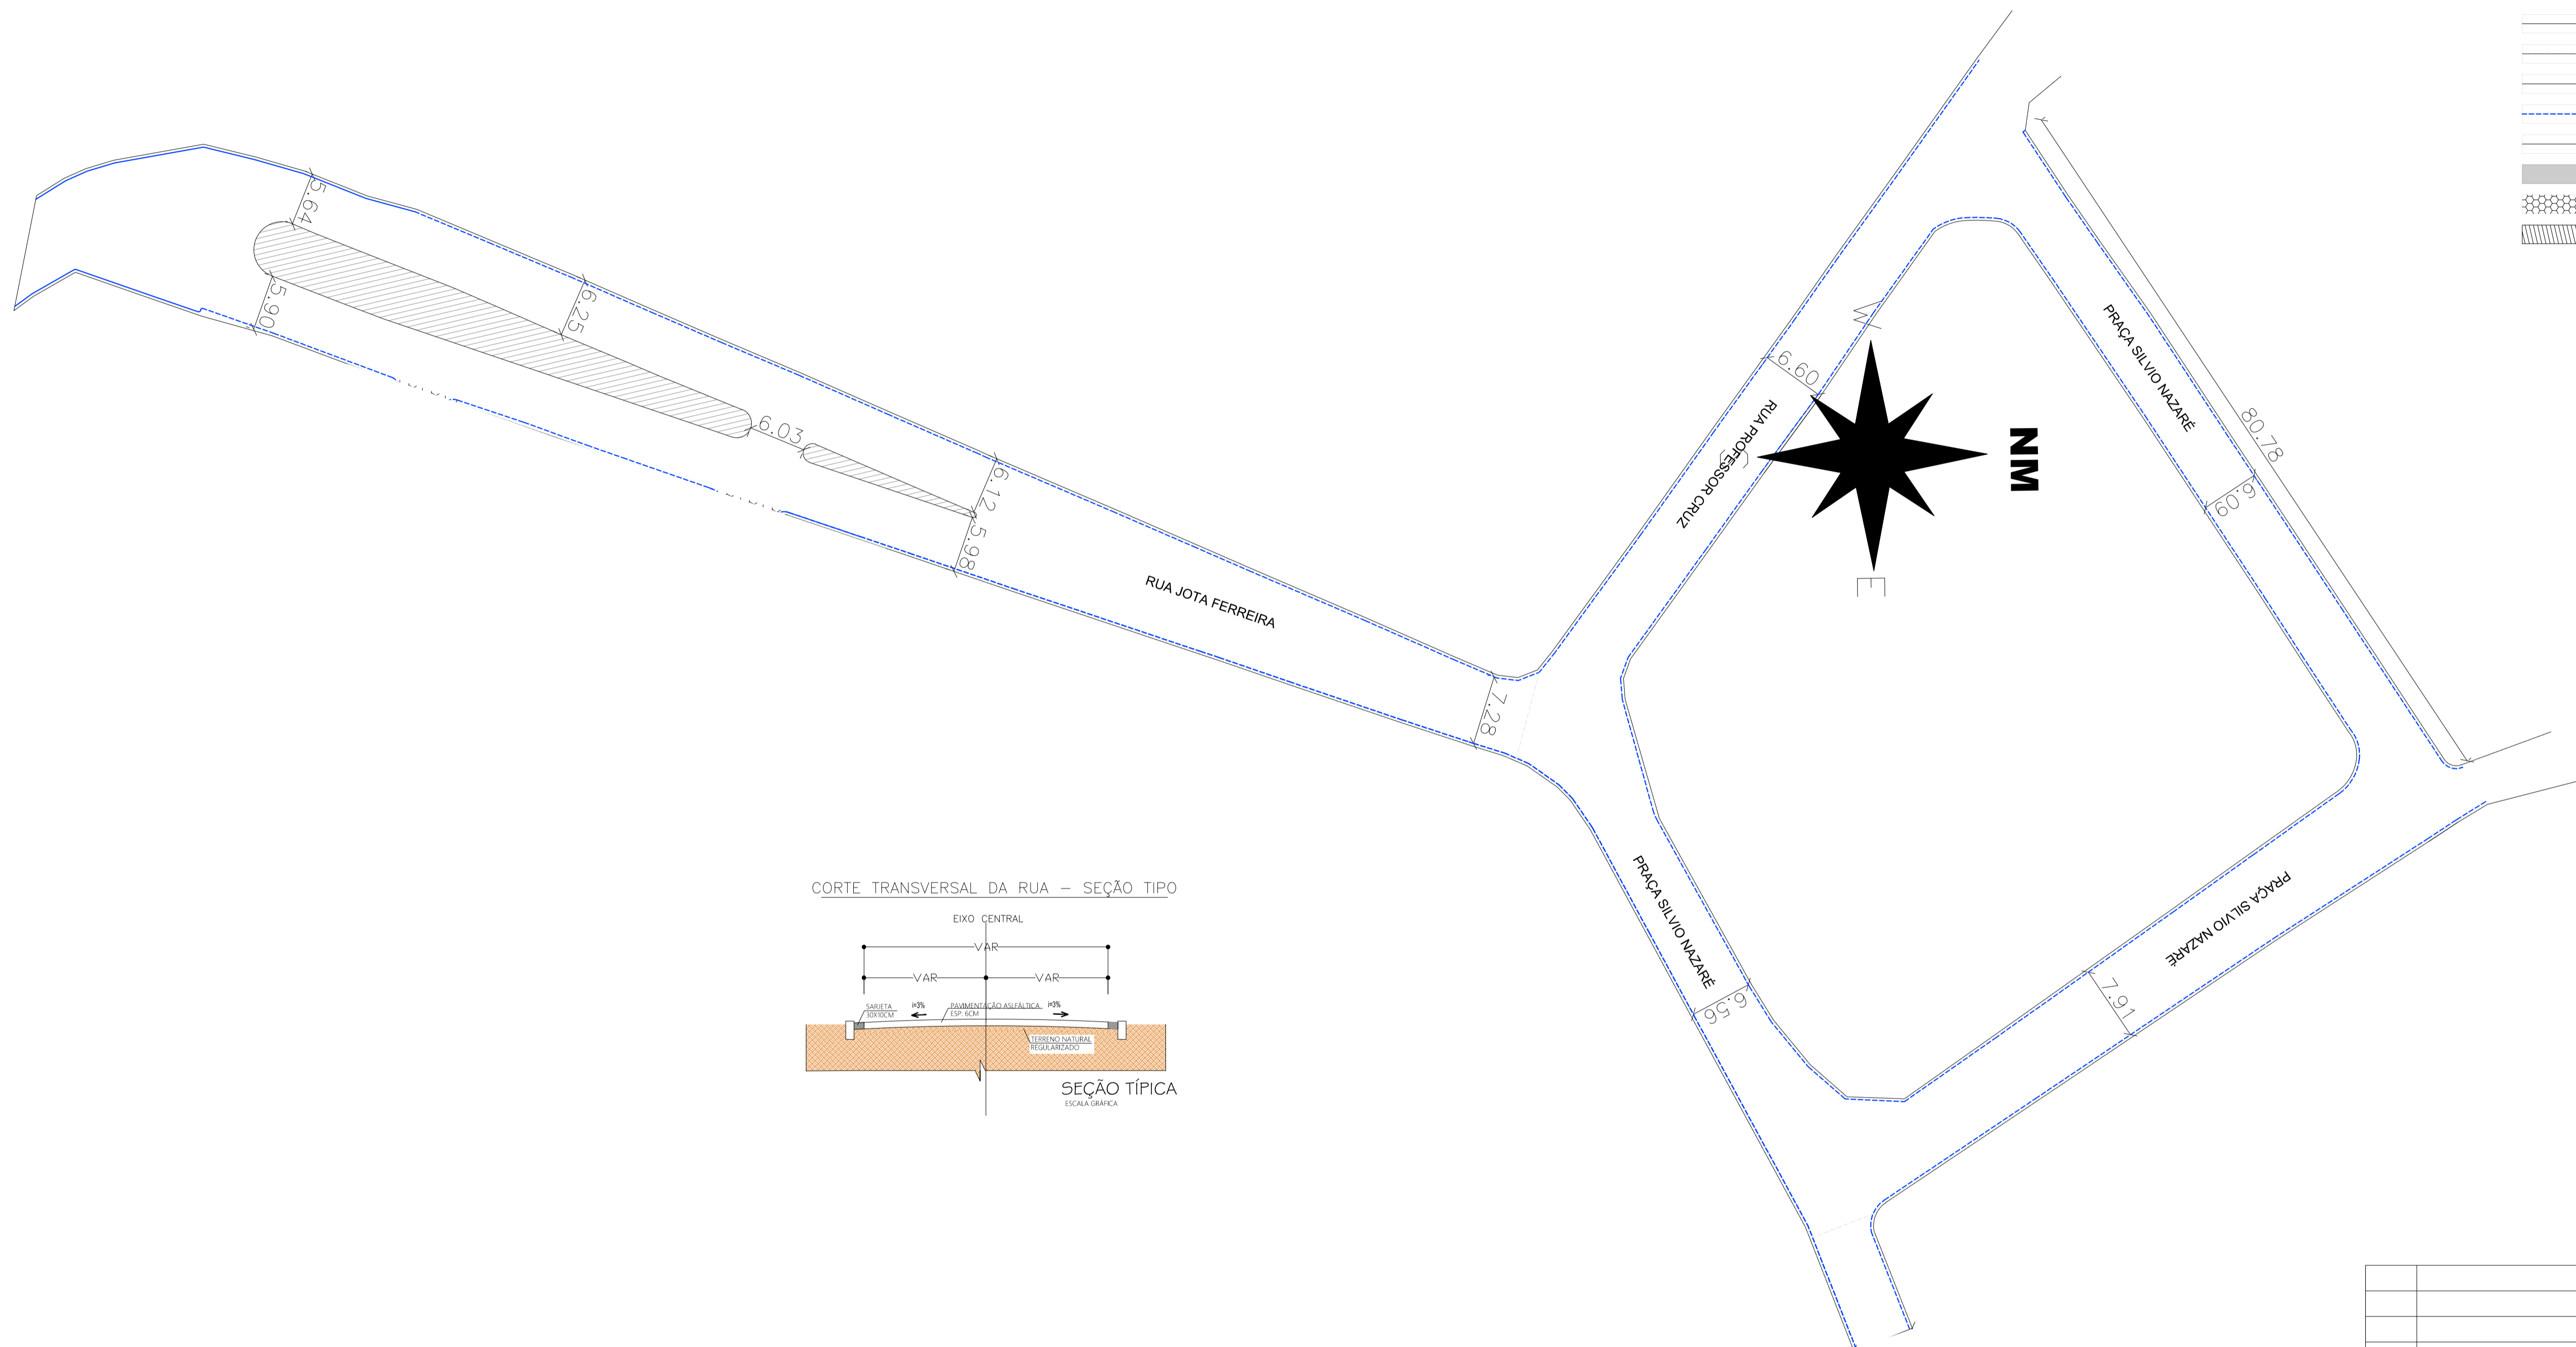 5.64
5.90
6.25
6.03
6.12
5.98
RUA JOTA FERREIRA
7.28
6.60
RUA PROFESSOR CRUZ
W
E
NM
PRAÇA SILVIO NAZARÉ
80.78
6.09
PRAÇA SILVIO NAZARÉ
6.56
PRAÇA SILVIO NAZARÉ
7.91
CORTE TRANSVERSAL DA RUA – SEÇÃO TIPO
EIXO CENTRAL
VAR
VAR
VAR
SARJETA
30X10CM
i=3%
PAVIMENTAÇÃO ASLFÁLTICA
ESP: 6CM
i=3%
TERRENO NATURAL
REGULARIZADO
SEÇÃO TÍPICA
ESCALA GRÁFICA